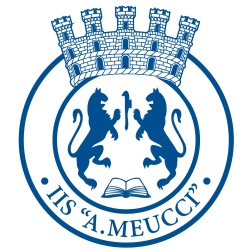 · IIS "A.MEUCCI" ·